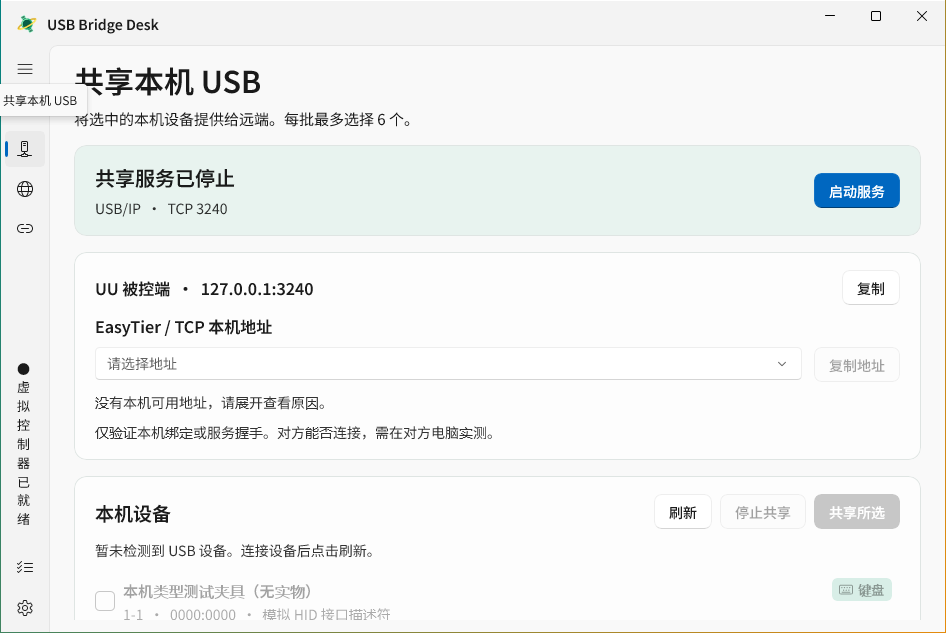 USB Bridge Desk
共享本机 USB
共享本机 USB
将选中的本机设备提供给远端。每批最多选择 6 个。
共享服务已停止
USB/IP • TCP 3240
启动服务
UU 被控端 • 127.0.0.1:3240
复制
EasyTier / TCP 本机地址
请选择地址
复制地址
没有本机可用地址，请展开查看原因。
仅验证本机绑定或服务握手。对方能否连接，需在对方电脑实测。
虚拟控制器已就绪
本机设备
刷新
停止共享
共享所选
暂未检测到 USB 设备。连接设备后点击刷新。
本机类型测试夹具（无实物）
键盘
1-1 • 0000:0000 • 模拟 HID 接口描述符